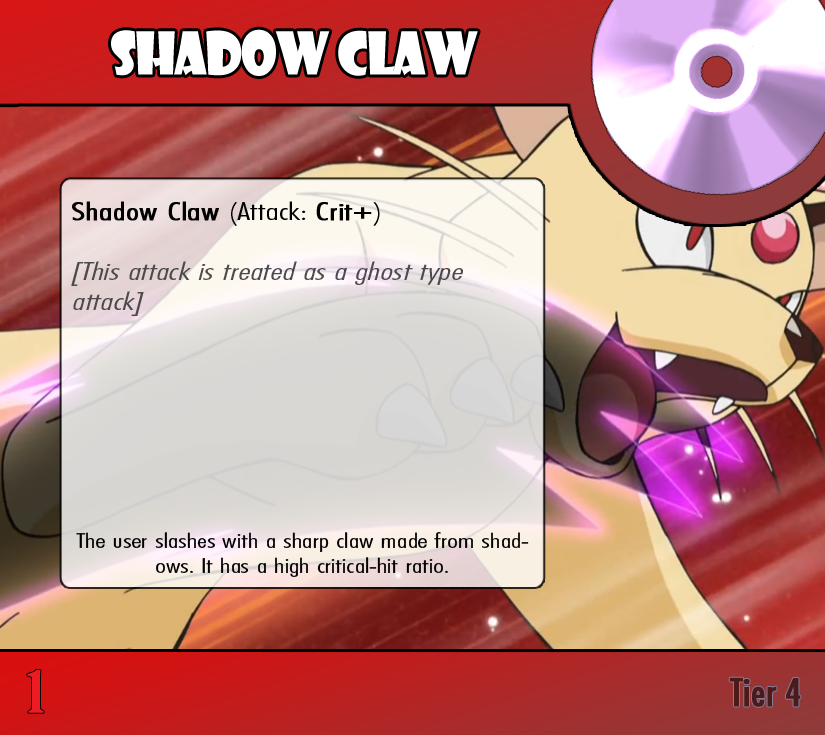 SHADOW CLAW
Shadow Claw (Attack: Crit+)
[This attack is treated as a ghost type
attack]
The user slashes with a sharp claw made from shad-
ows. It has a high critical-hit ratio.
1
Tier 4